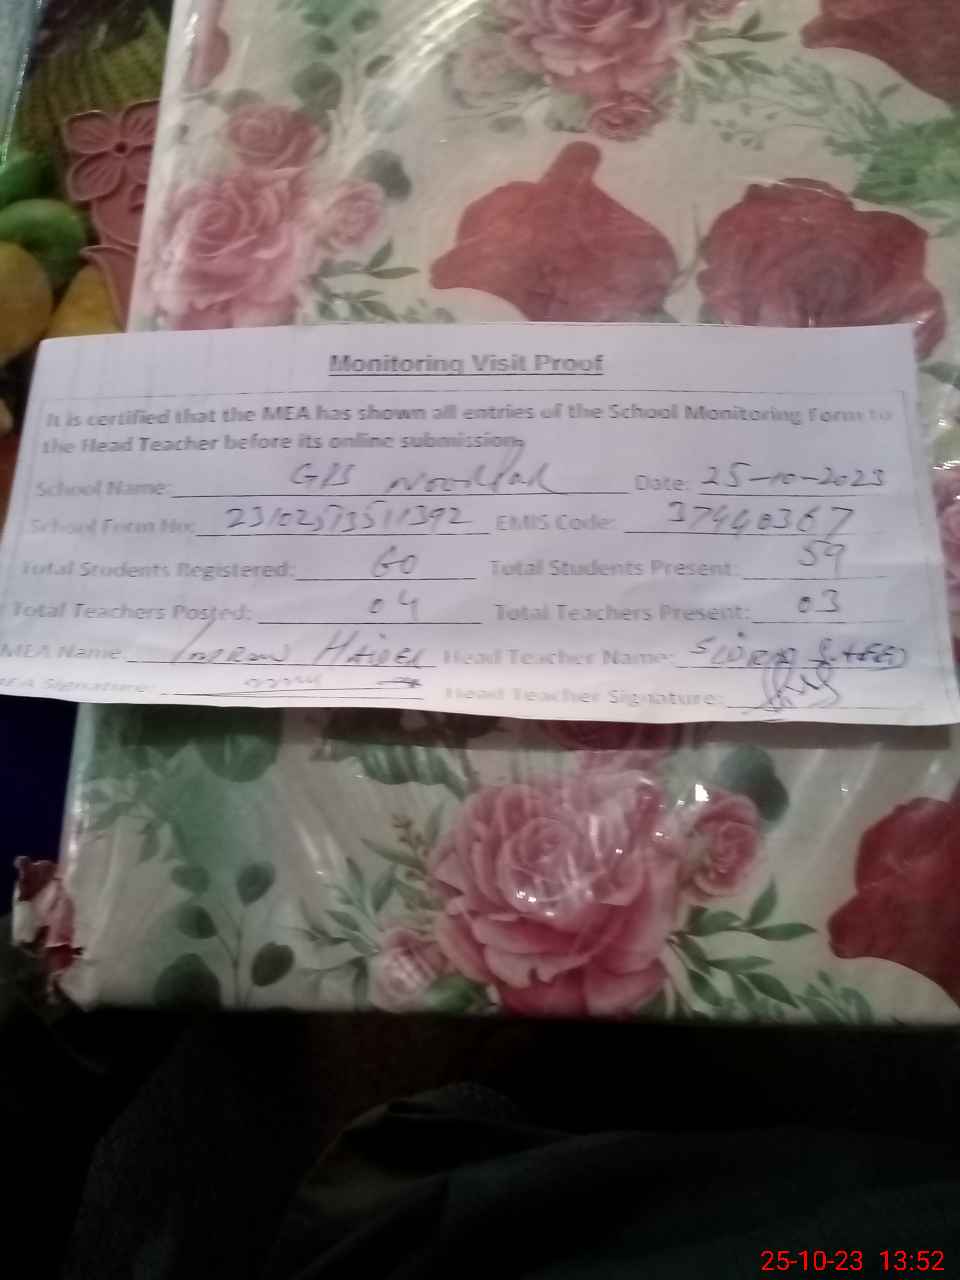 Monitoring Visit Proof
It is certified that the MEA has shown all entries of the School Monitoring Form to
the Head Teacher before its online submission.
School Name: GPS Date: 25-10-2023
School Form No: EMIS Code: 37440367
Total Students Registered: 60 Total Students Present: 59
Total Teachers Posted: 04 Total Teachers Present: 03
MEA Name: Imran Haider Head Teacher Name:
MEA Signature: Head Teacher Signature:
25-10-23 13:52